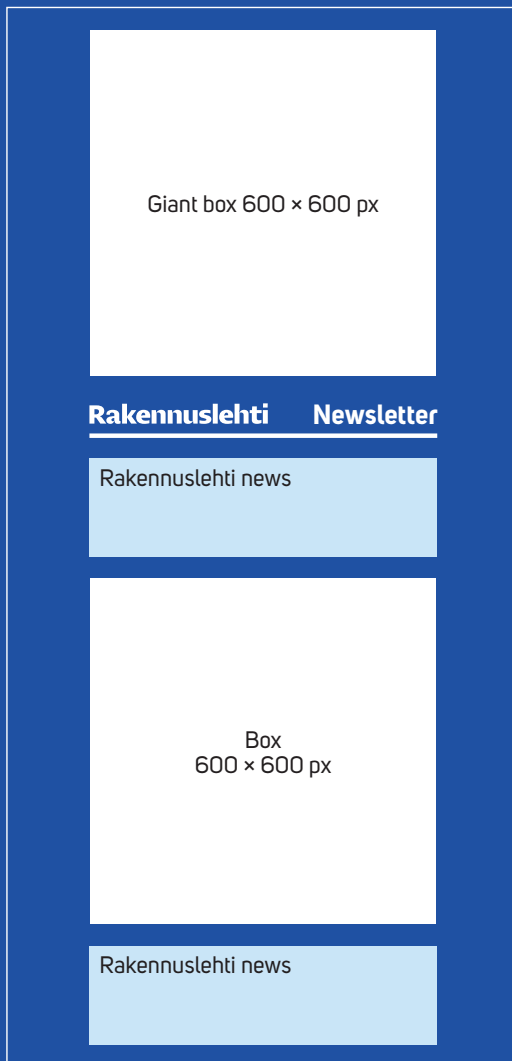 Giant box 600 × 600 px
Rakennuslehti Newsletter
Rakennuslehti news
Box
600 × 600 px
Rakennuslehti news